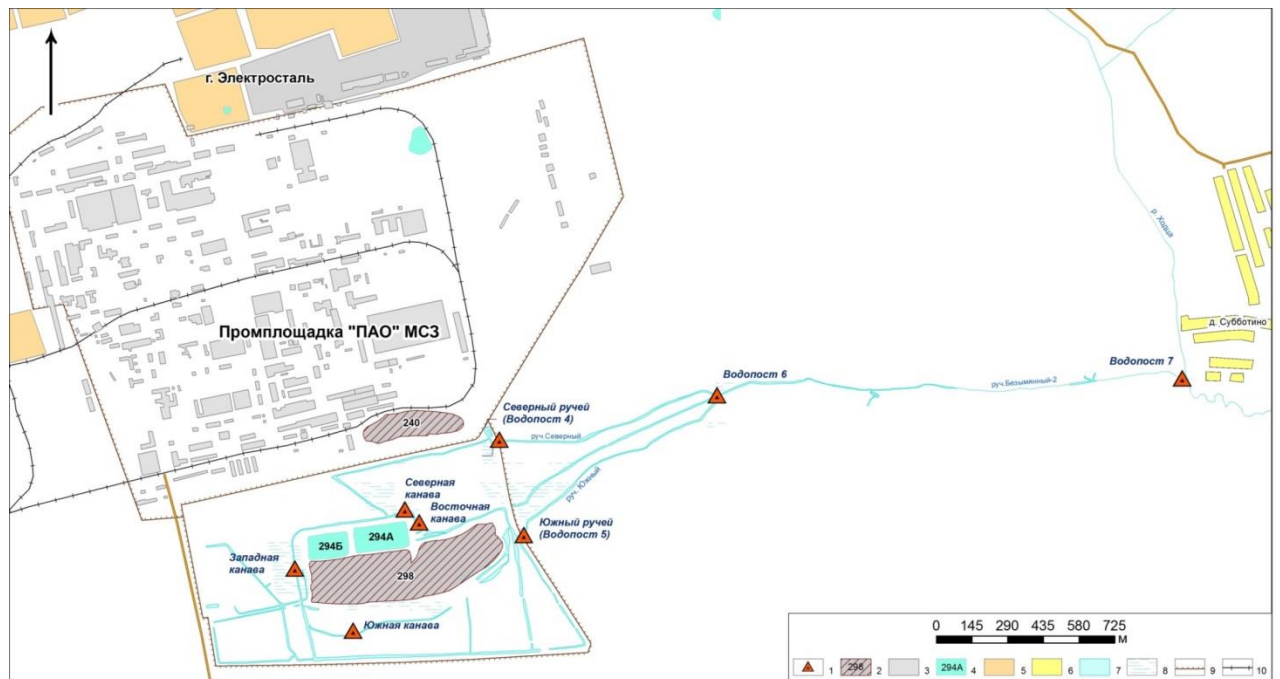 г. Электросталь
р. Ходца
д. Субботино
Промплощадка "ПАО" МСЗ
Водопост 7
Водопост 6
руч.Безымянный-2
Северный ручей
(Водопост 4)
240
руч.Северный
руч. Южный
Северная
канава
Восточная
канава
Южный ручей
(Водопост 5)
294Б
294А
Западная
канава
298
Южная канава
0 145 290 435 580 725
М
1 298 2 3 294А 4 5 6 7 8 9 10